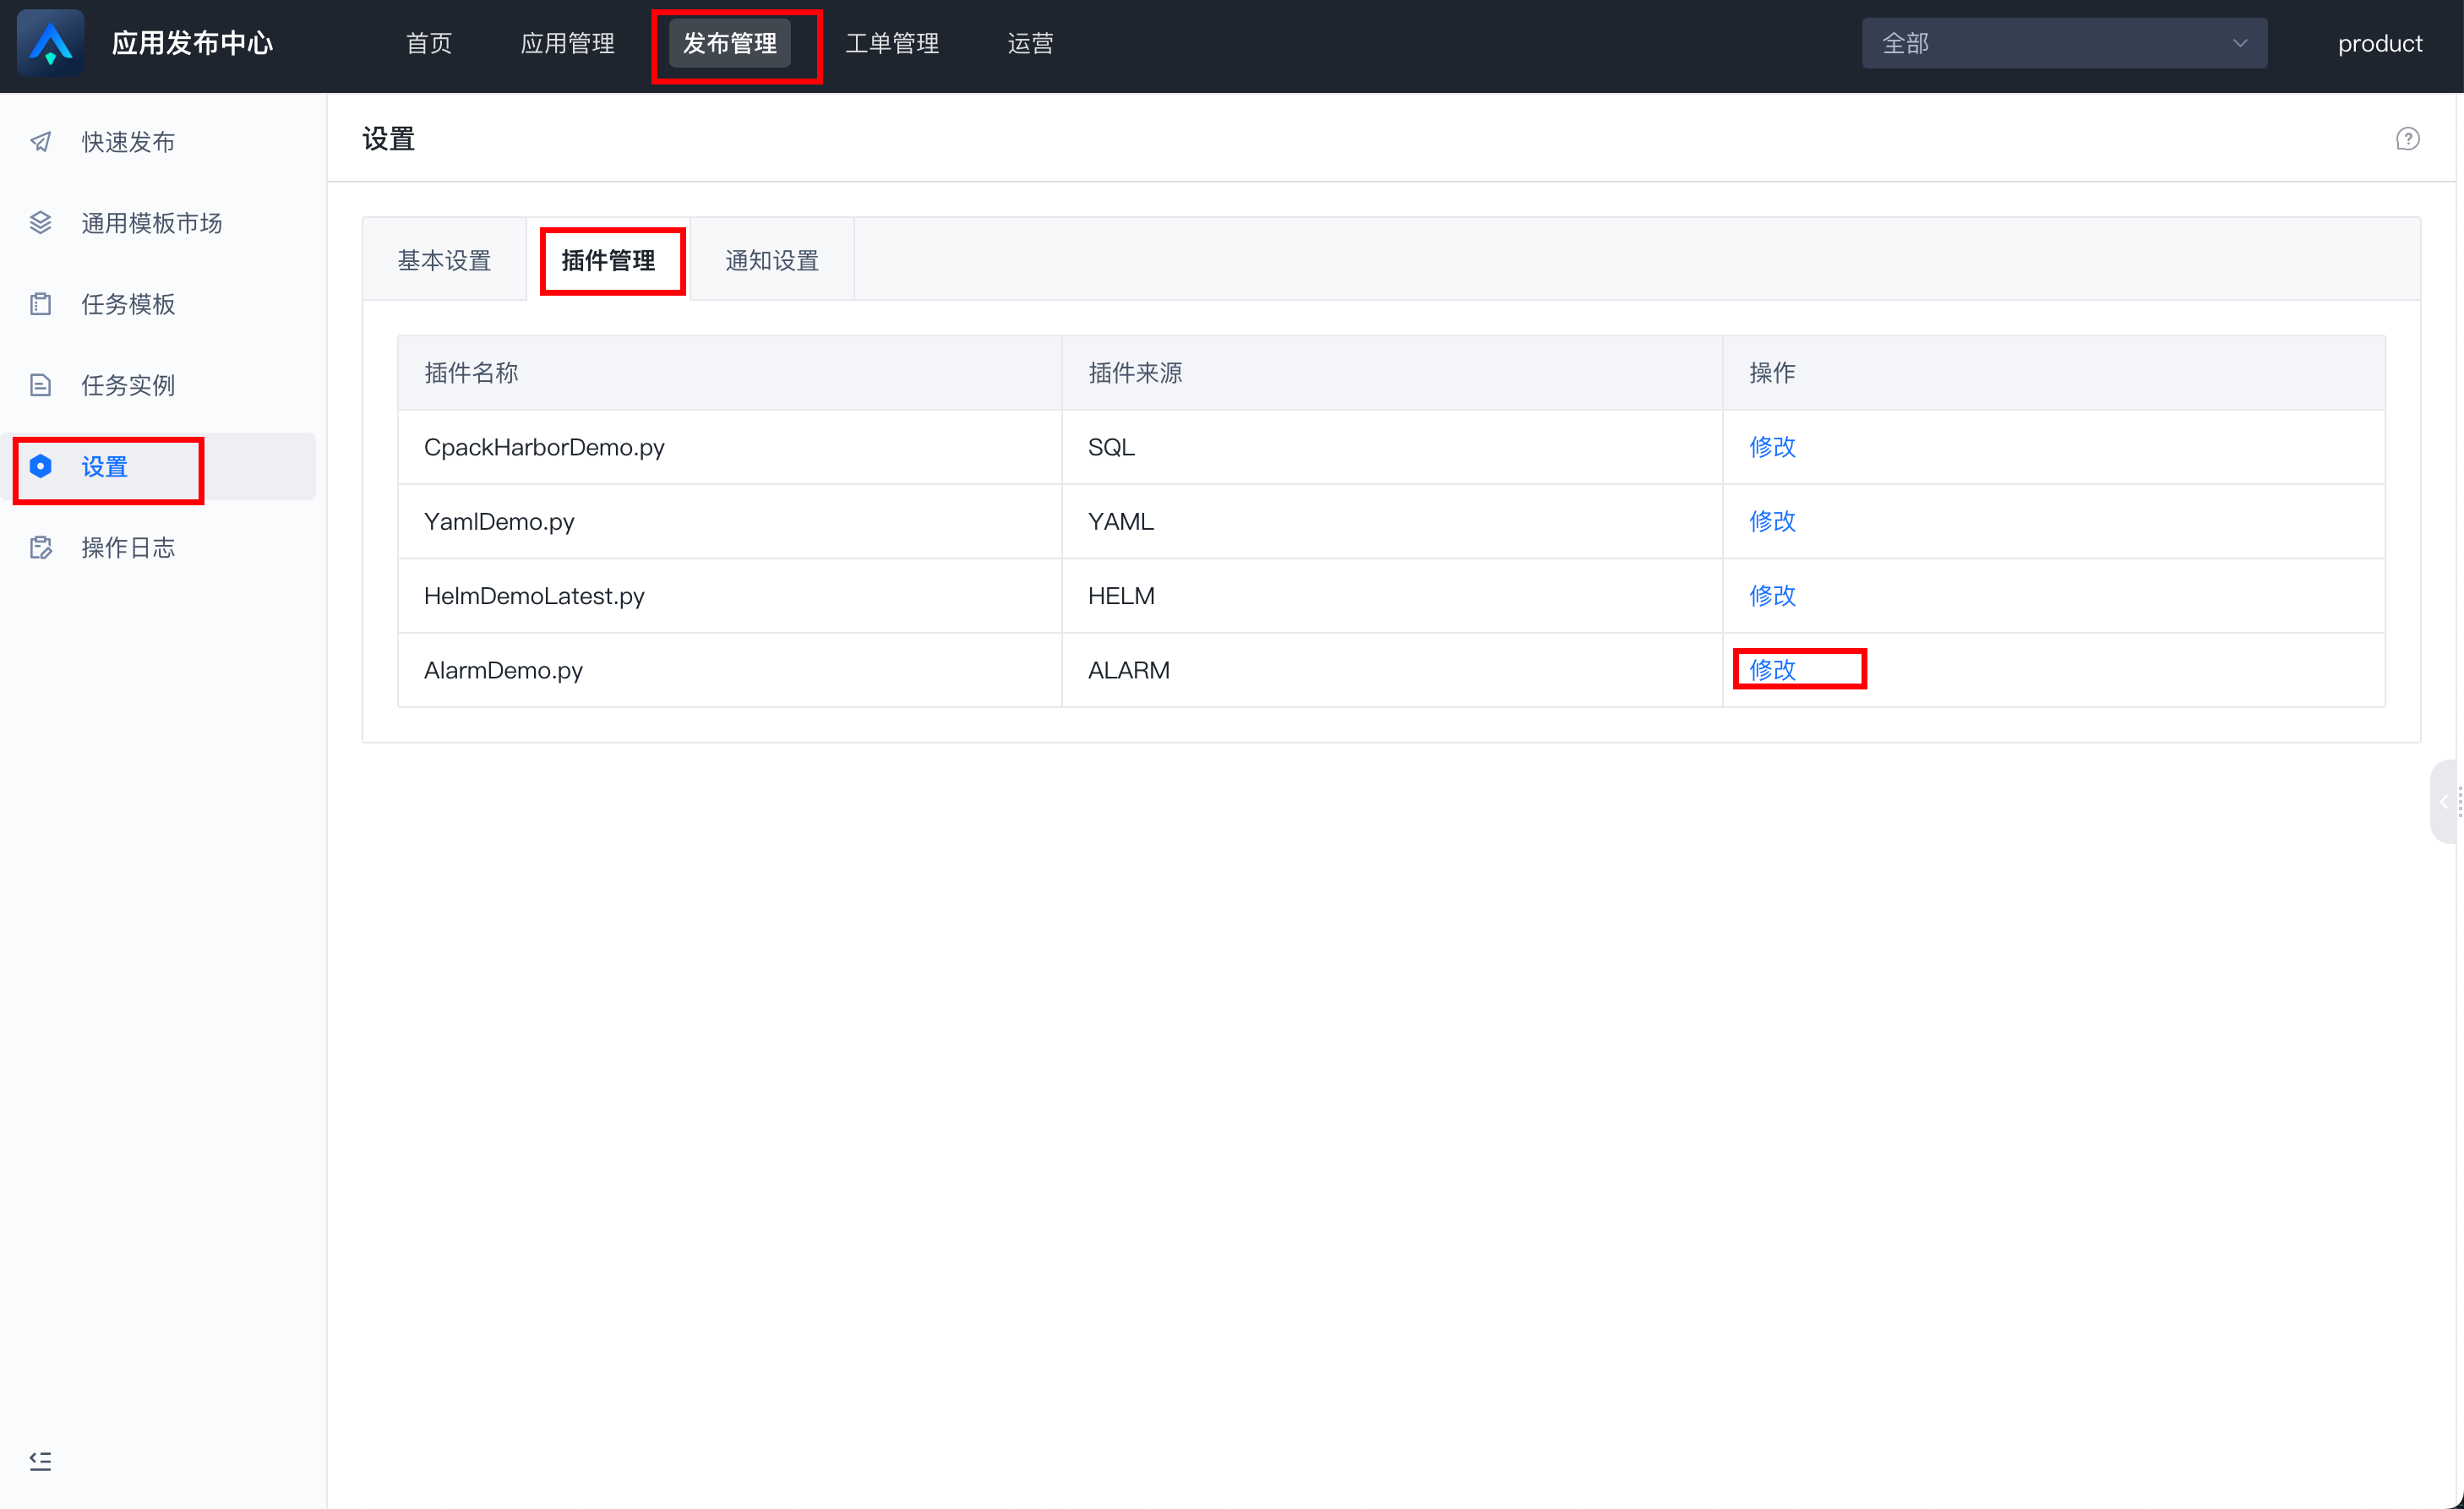 应用发布中心 首页 应用管理 发布管理 工单管理 运营 全部 product
快速发布
通用模板市场
任务模板
任务实例
设置
操作日志
设置
基本设置 插件管理 通知设置
插件名称 插件来源 操作
CpackHarborDemo.py SQL 修改
YamlDemo.py YAML 修改
HelmDemoLatest.py HELM 修改
AlarmDemo.py ALARM 修改